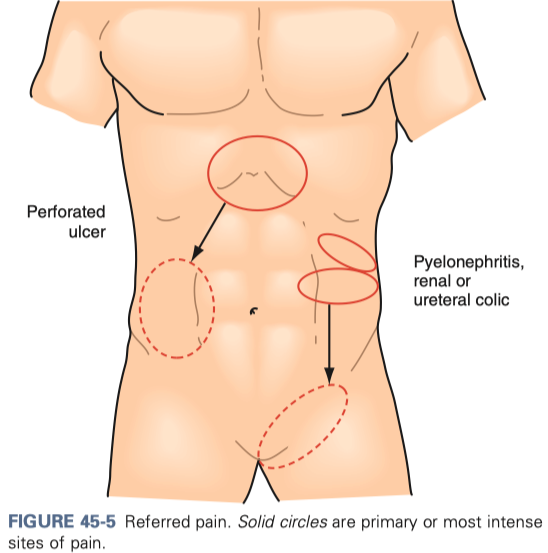 Perforated
ulcer
Pyelonephritis,
renal or
ureteral colic
FIGURE 45-5 Referred pain. Solid circles are primary or most intense
sites of pain.